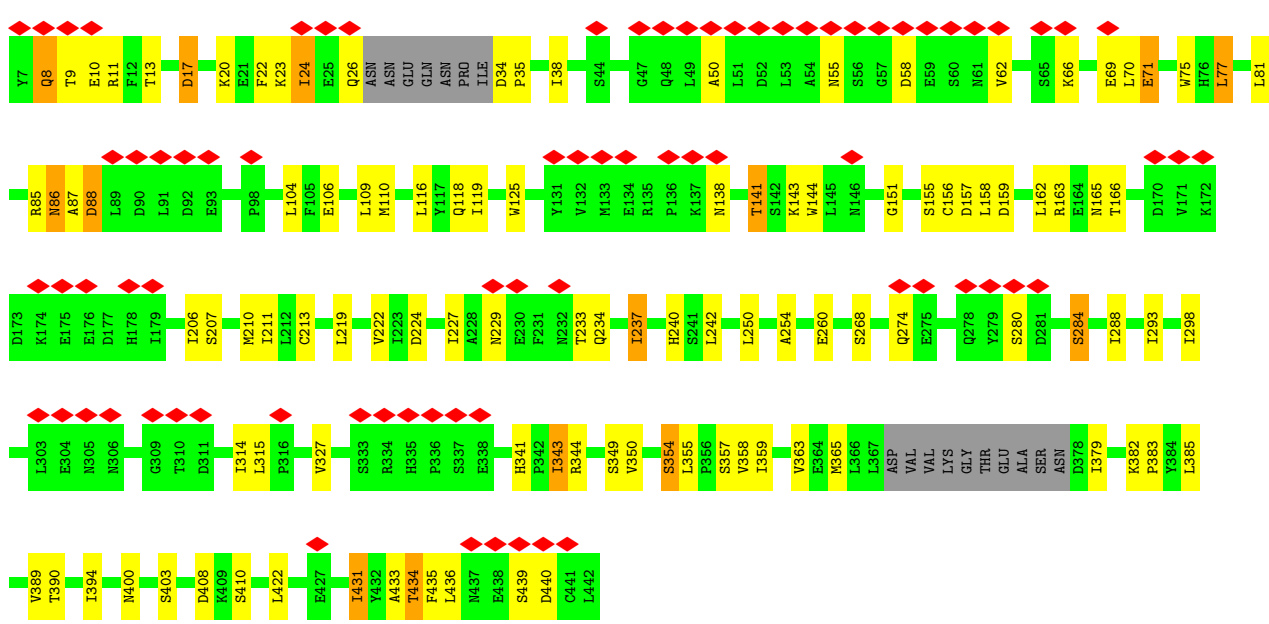 Y7 Q8 T9 E10 R11 F12 T13 D17 K20 E21 F22 K23 I24 E25 Q26 ASN ASN GLU GLN ASN PRO ILE D34 P35 I38 S44 G47 Q48 L49 A50 L51 D52 L53 A54 N55 S56 G57 D58 E59 S60 N61 V62 S65 K66 E69 L70 E71 W75 H76 L77 L81
R85 N86 A87 D88 L89 D90 L91 D92 E93 P98 L104 F105 E106 L109 M110 L116 Y117 Q118 I119 W125 Y131 V132 M133 E134 R135 P136 K137 N138 T141 S142 K143 W144 L145 N146 G151 S155 C156 D157 L158 D159 L162 R163 E164 N165 T166 D170 V171 K172
D173 K174 E175 E176 D177 H178 I179 I206 S207 M210 I211 L212 C213 L219 V222 I223 D224 I227 A228 N229 E230 F231 N232 T233 Q234 I237 H240 S241 L242 L250 A254 E260 S268 Q274 E275 Q278 Y279 S280 D281 S284 I288 I293 I298
L303 E304 N305 N306 G309 T310 D311 I314 L315 P316 V327 S333 R334 H335 P336 S337 E338 H341 P342 I343 R344 S349 V350 S354 L355 P356 S357 V358 I359 V363 E364 M365 L366 L367 ASP VAL VAL LYS GLY THR GLU ALA SER ASN D378 I379 K382 P383 Y384 L385
V389 T390 I394 N400 S403 D408 K409 S410 L422 E427 I431 Y432 A433 T434 F435 L436 N437 E438 S439 D440 C441 L442